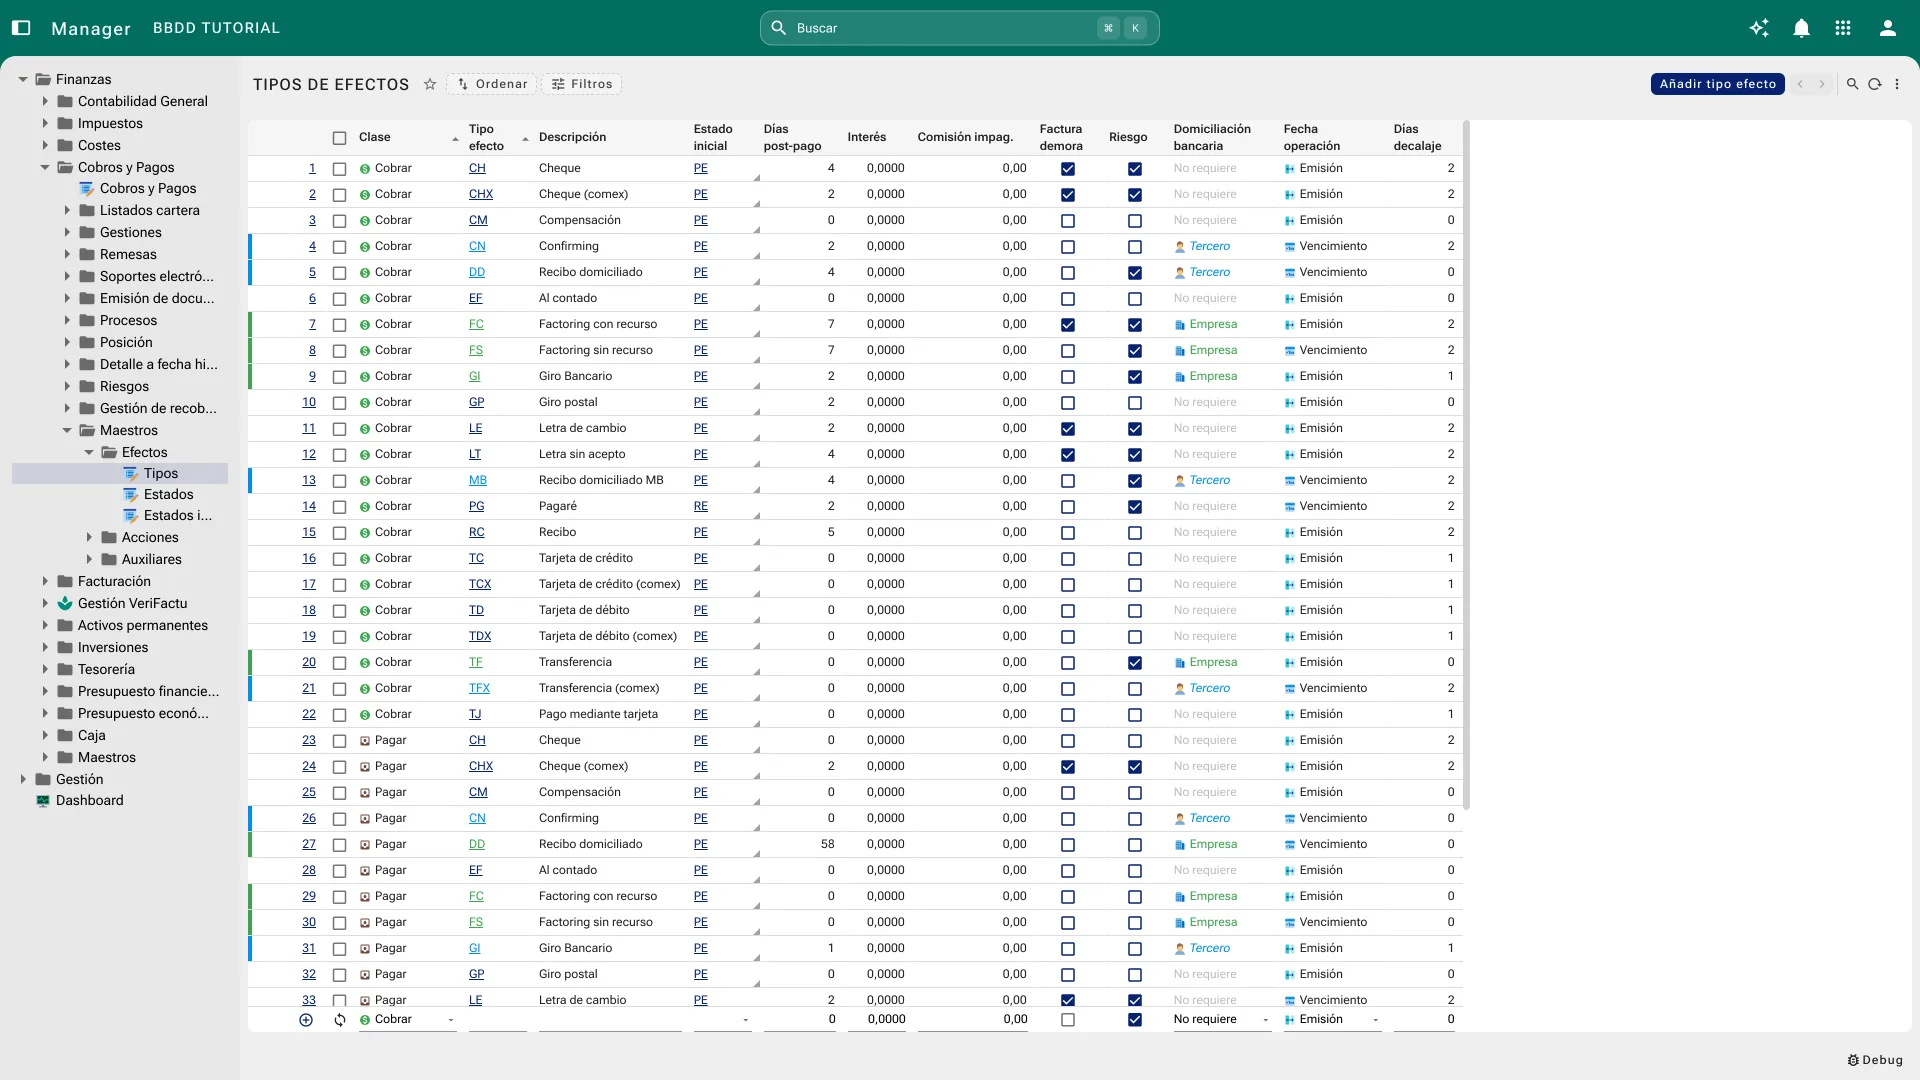 Manager BBDD TUTORIAL Buscar ⌘ K
Finanzas
Contabilidad General
Impuestos
Costes
Cobros y Pagos
Cobros y Pagos
Listados cartera
Gestiones
Remesas
Soportes electró...
Emisión de docu...
Procesos
Posición
Detalle a fecha hi...
Riesgos
Gestión de recob...
Maestros
Efectos
Tipos
Estados
Estados i...
Acciones
Auxiliares
Facturación
Gestión VeriFactu
Activos permanentes
Inversiones
Tesorería
Presupuesto financie...
Presupuesto econó...
Caja
Maestros
Gestión
Dashboard
TIPOS DE EFECTOS Ordenar Filtros Añadir tipo efecto
Clase Tipo efecto Descripción Estado inicial Días post-pago Interés Comisión impag. Factura demora Riesgo Domiciliación bancaria Fecha operación Días decalaje
1 Cobrar CH Cheque PE 4 0,0000 0,00 No requiere Emisión 2
2 Cobrar CHX Cheque (comex) PE 2 0,0000 0,00 No requiere Emisión 2
3 Cobrar CM Compensación PE 0 0,0000 0,00 No requiere Emisión 0
4 Cobrar CN Confirming PE 2 0,0000 0,00 Tercero Vencimiento 2
5 Cobrar DD Recibo domiciliado PE 4 0,0000 0,00 Tercero Vencimiento 0
6 Cobrar EF Al contado PE 0 0,0000 0,00 No requiere Emisión 0
7 Cobrar FC Factoring con recurso PE 7 0,0000 0,00 Empresa Emisión 2
8 Cobrar FS Factoring sin recurso PE 7 0,0000 0,00 Empresa Vencimiento 2
9 Cobrar GI Giro Bancario PE 2 0,0000 0,00 Empresa Emisión 1
10 Cobrar GP Giro postal PE 2 0,0000 0,00 No requiere Emisión 0
11 Cobrar LE Letra de cambio PE 2 0,0000 0,00 No requiere Emisión 2
12 Cobrar LT Letra sin acepto PE 4 0,0000 0,00 No requiere Emisión 2
13 Cobrar MB Recibo domiciliado MB PE 4 0,0000 0,00 Tercero Vencimiento 2
14 Cobrar PG Pagaré RE 2 0,0000 0,00 No requiere Vencimiento 2
15 Cobrar RC Recibo PE 5 0,0000 0,00 No requiere Emisión 2
16 Cobrar TC Tarjeta de crédito PE 0 0,0000 0,00 No requiere Emisión 1
17 Cobrar TCX Tarjeta de crédito (comex) PE 0 0,0000 0,00 No requiere Emisión 1
18 Cobrar TD Tarjeta de débito PE 0 0,0000 0,00 No requiere Emisión 1
19 Cobrar TDX Tarjeta de débito (comex) PE 0 0,0000 0,00 No requiere Emisión 1
20 Cobrar TF Transferencia PE 0 0,0000 0,00 Empresa Emisión 0
21 Cobrar TFX Transferencia (comex) PE 0 0,0000 0,00 Tercero Vencimiento 2
22 Cobrar TJ Pago mediante tarjeta PE 0 0,0000 0,00 No requiere Emisión 1
23 Pagar CH Cheque PE 0 0,0000 0,00 No requiere Emisión 2
24 Pagar CHX Cheque (comex) PE 2 0,0000 0,00 No requiere Emisión 2
25 Pagar CM Compensación PE 0 0,0000 0,00 No requiere Emisión 0
26 Pagar CN Confirming PE 0 0,0000 0,00 Tercero Vencimiento 0
27 Pagar DD Recibo domiciliado PE 58 0,0000 0,00 Empresa Vencimiento 0
28 Pagar EF Al contado PE 0 0,0000 0,00 No requiere Emisión 0
29 Pagar FC Factoring con recurso PE 0 0,0000 0,00 Empresa Emisión 0
30 Pagar FS Factoring sin recurso PE 0 0,0000 0,00 Empresa Vencimiento 0
31 Pagar GI Giro Bancario PE 1 0,0000 0,00 Tercero Emisión 1
32 Pagar GP Giro postal PE 0 0,0000 0,00 No requiere Emisión 0
33 Pagar LE Letra de cambio PE 2 0,0000 0,00 No requiere Vencimiento 2
Cobrar 0 0,0000 0,00 No requiere Emisión 0
Debug